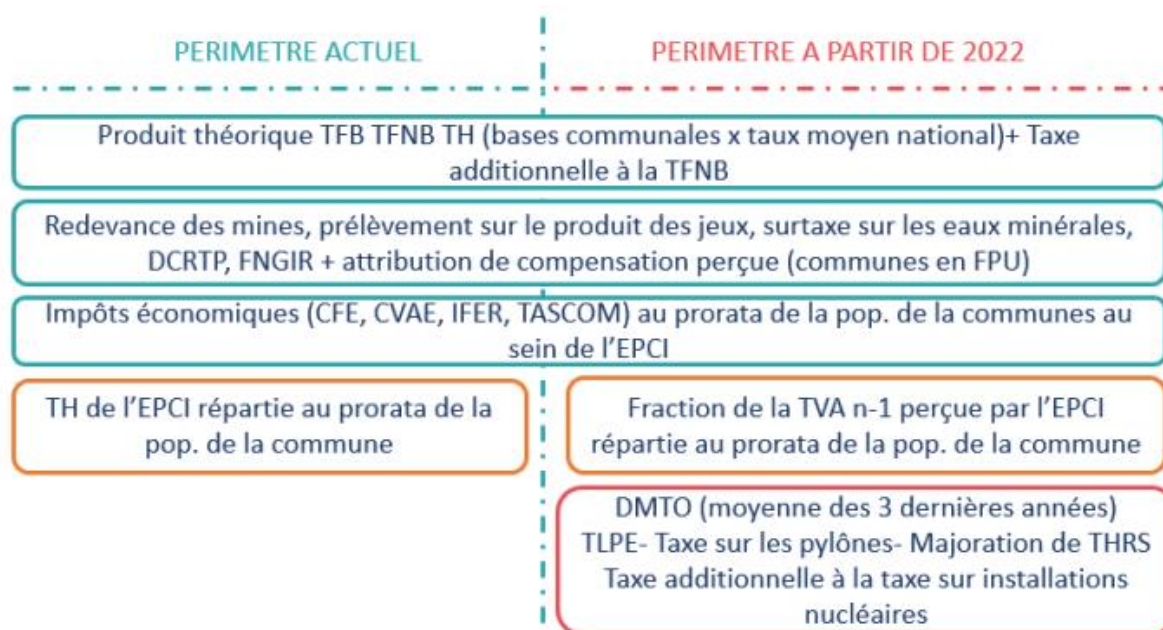 PERIMETRE ACTUEL
PERIMETRE A PARTIR DE 2022
Produit théorique TFB TFNB TH (bases communales x taux moyen national)+ Taxe
additionnelle à la TFNB
Redevance des mines, prélèvement sur le produit des jeux, surtaxe sur les eaux minérales,
DCRTP, FNGIR + attribution de compensation perçue (communes en FPU)
Impôts économiques (CFE, CVAE, IFER, TASCOM) au prorata de la pop. de la communes au
sein de l’EPCI
TH de l’EPCI répartie au prorata de la
pop. de la commune
Fraction de la TVA n-1 perçue par l’EPCI
répartie au prorata de la pop. de la commune
DMTO (moyenne des 3 dernières années)
TLPE- Taxe sur les pylônes- Majoration de THRS
Taxe additionnelle à la taxe sur installations
nucléaires